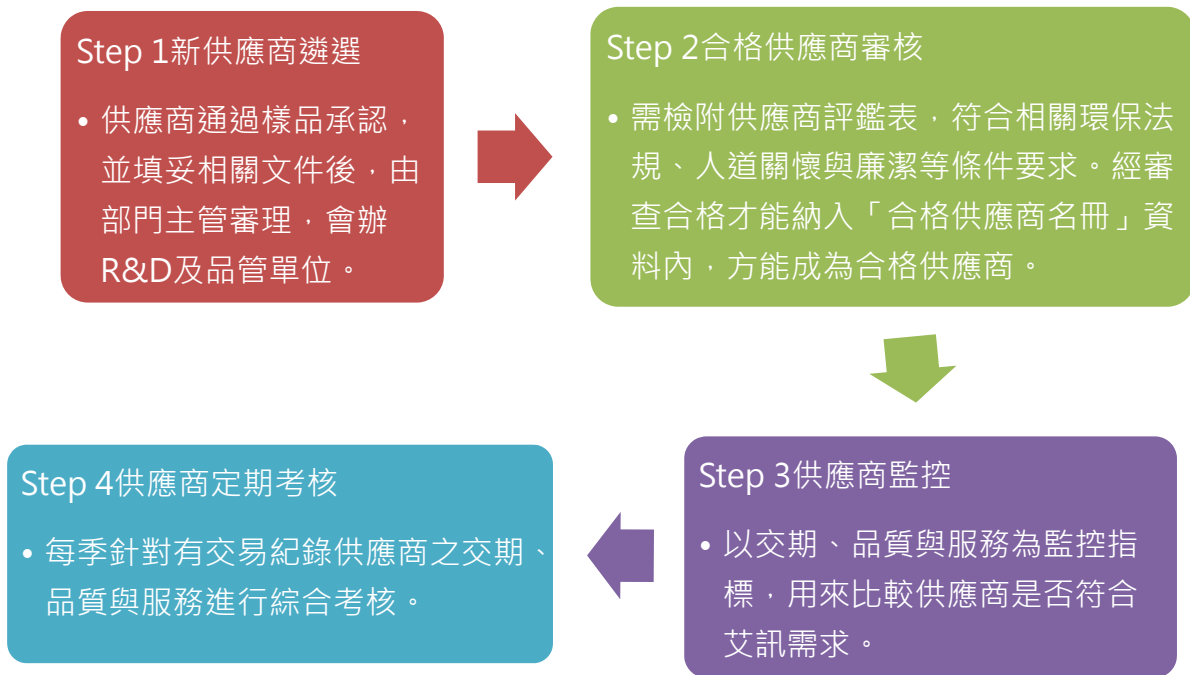 Step 1新供應商遴選
• 供應商通過樣品承認，
並填妥相關文件後，由
部門主管審理，會辦
R&D及品管單位。
Step 2合格供應商審核
• 需檢附供應商評鑑表，符合相關環保法
規、人道關懷與廉潔等條件要求。經審
查合格才能納入「合格供應商名冊」資
料內，方能成為合格供應商。
Step 3供應商監控
• 以交期、品質與服務為監控指
標，用來比較供應商是否符合
艾訊需求。
Step 4供應商定期考核
• 每季針對有交易紀錄供應商之交期、
品質與服務進行綜合考核。